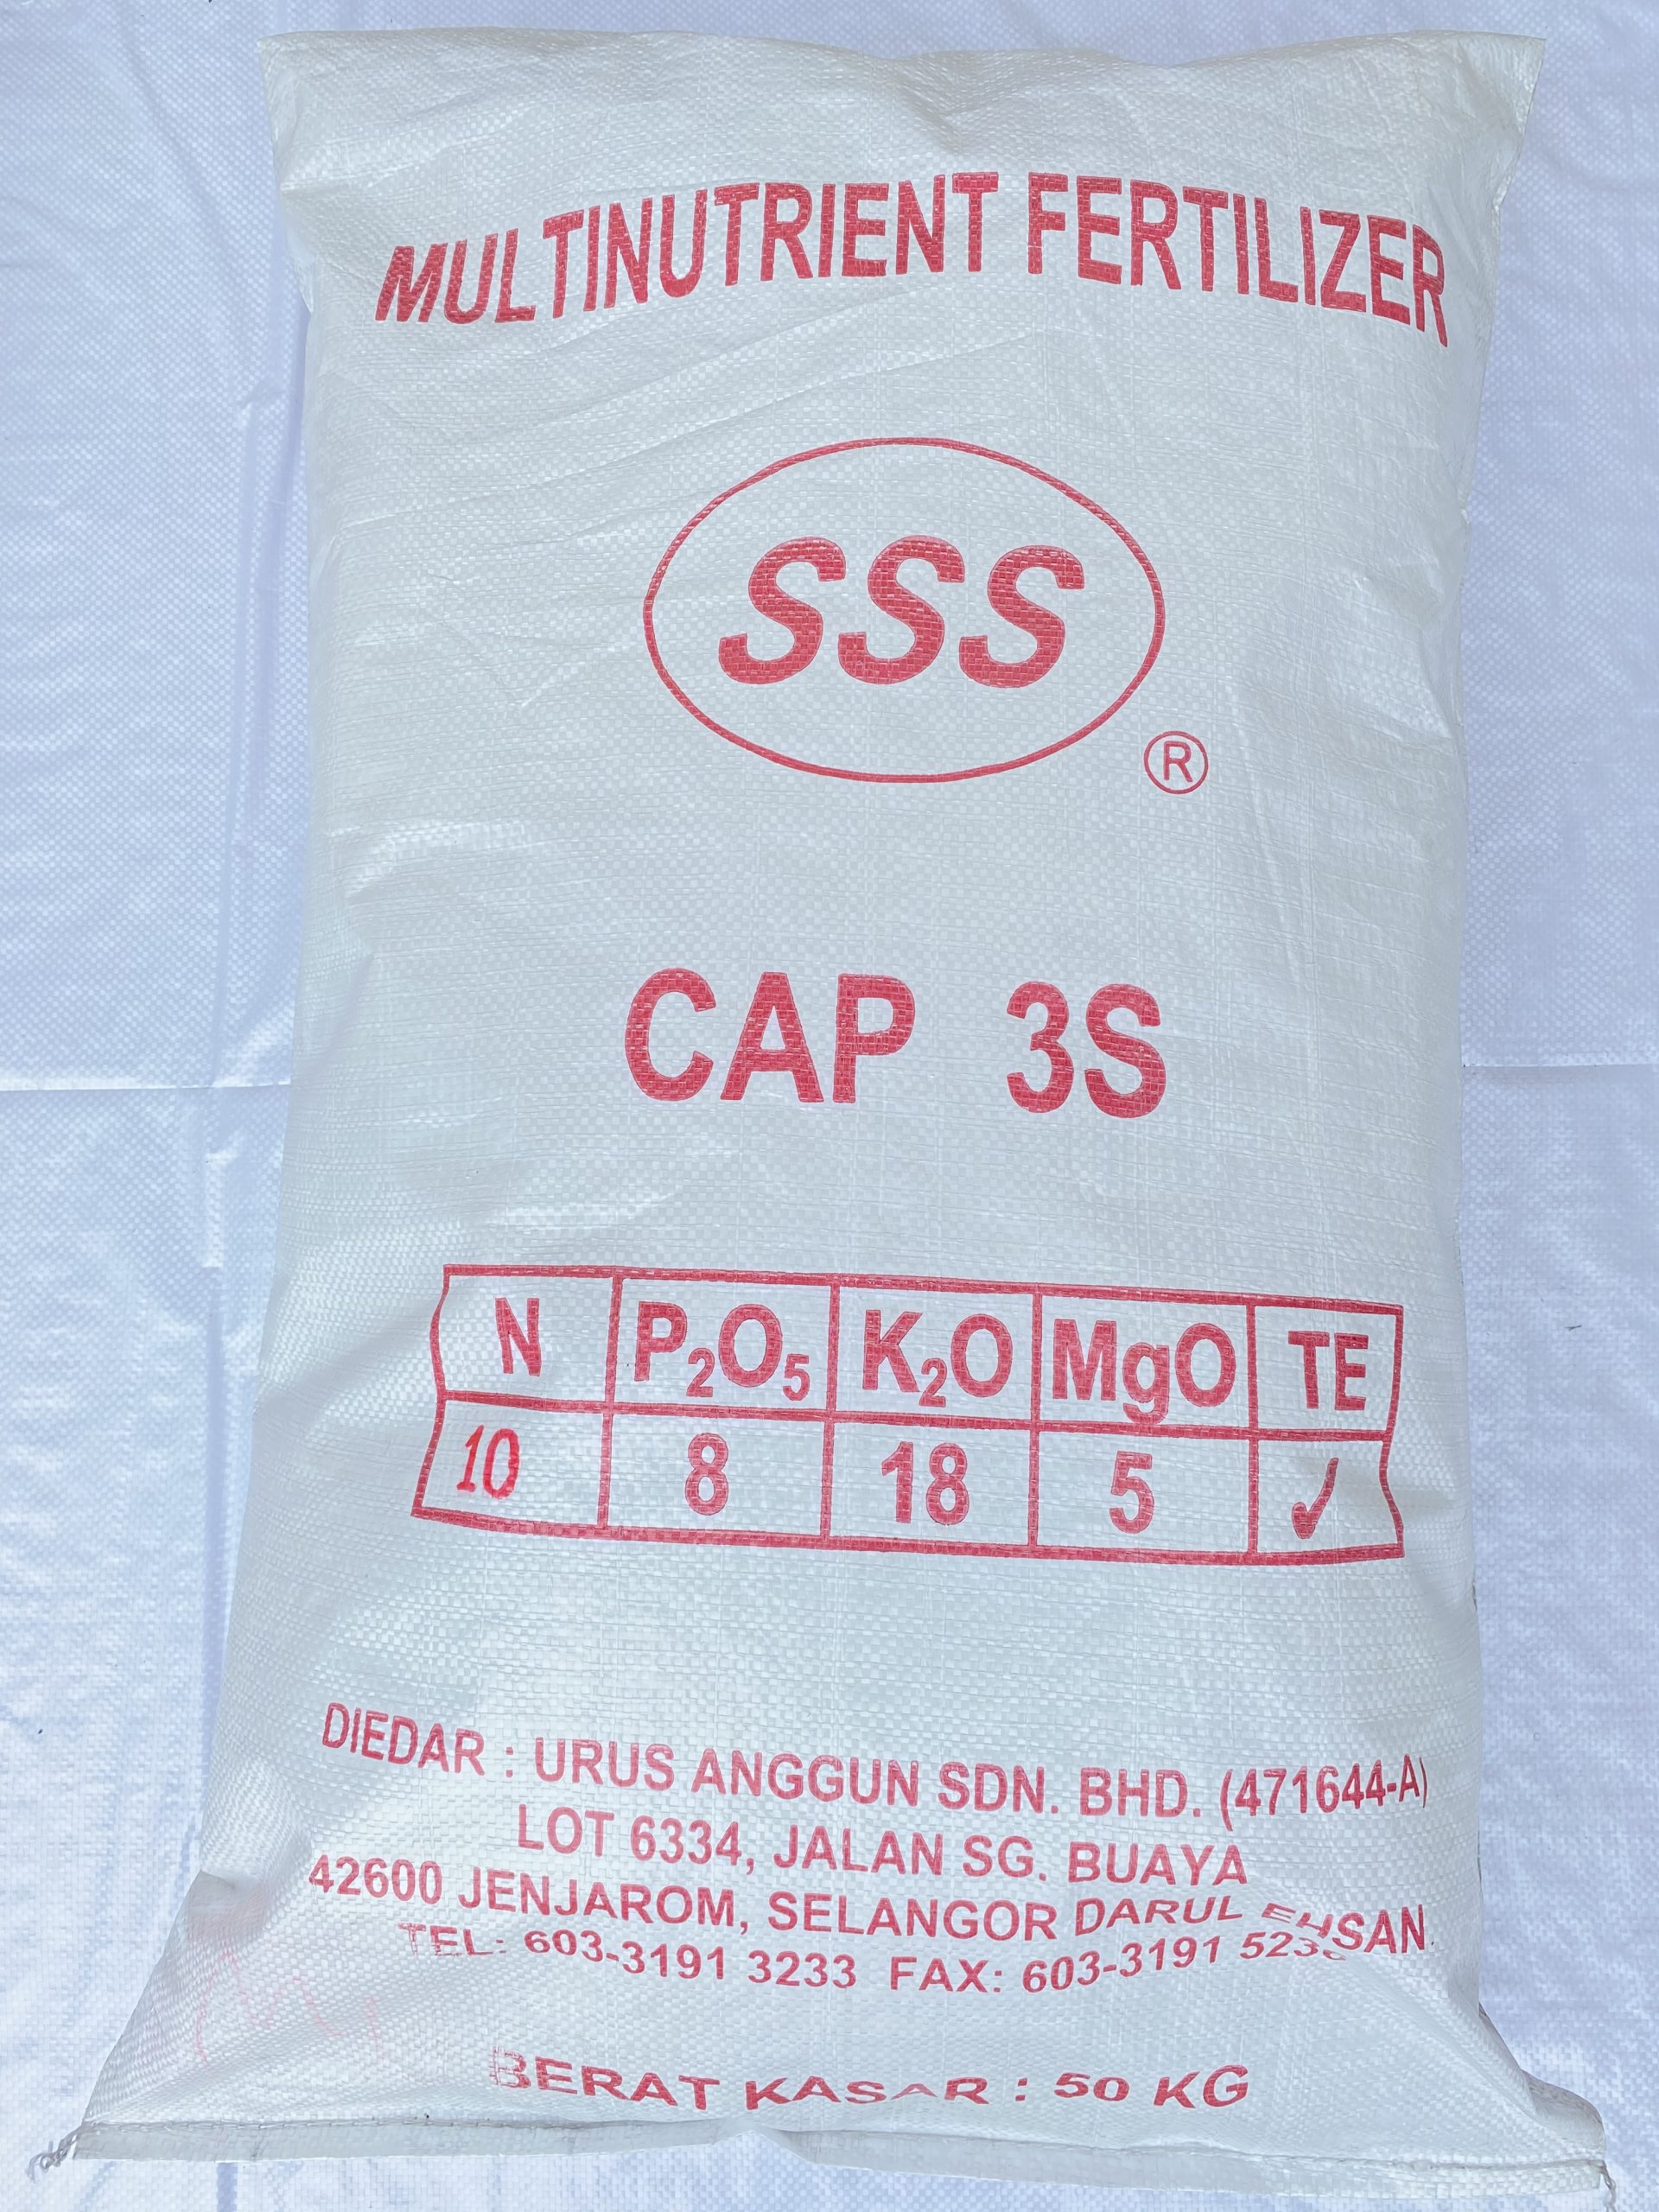 MULTINUTRIENT FERTILIZER
SSS
®
CAP 3S
N P₂O₅ K₂O MgO TE
10 8 18 5 ✓
DIEDAR : URUS ANGGUN SDN. BHD. (471644-A)
LOT 6334, JALAN SG. BUAYA
42600 JENJAROM, SELANGOR DARUL EHSAN.
TEL: 603-3191 3233 FAX: 603-3191
BERAT KASAR : 50 KG